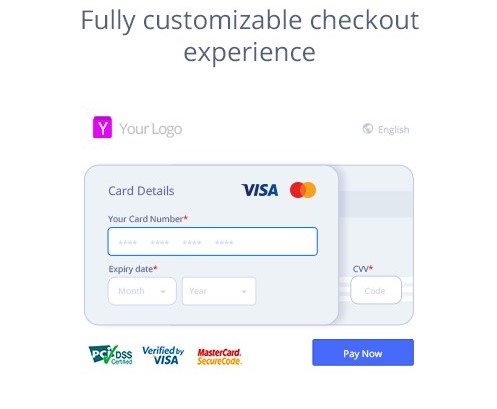 Fully customizable checkout
experience
Y Your Logo
English
Card Details
VISA
Your Card Number*
**** **** **** ****
Expiry date*
CVV*
Month
Year
Code
PCI DSS
Certified
Verified by
VISA
MasterCard.
SecureCode.
Pay Now